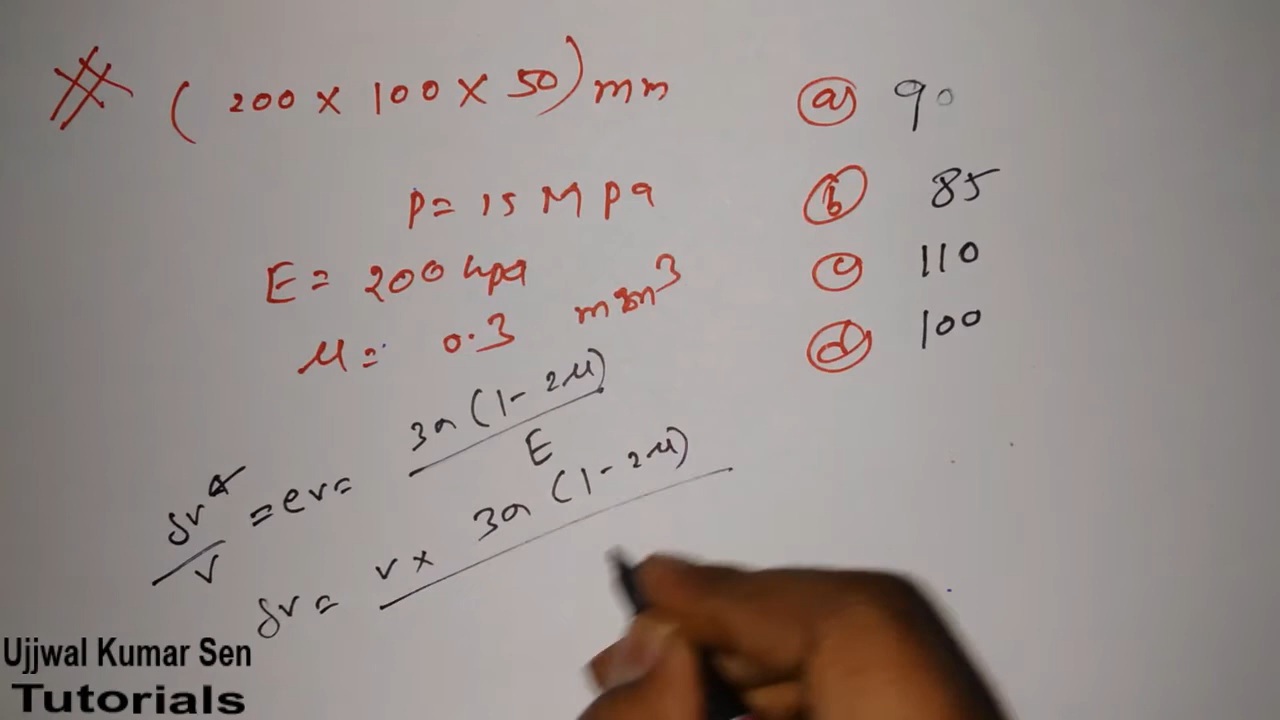 (200 x 100 x 50) mm
P = 15 MPa
E = 200 GPa
μ = 0.3 mm³
(a) 90
(b) 85
(c) 110
(d) 100
δv/v = ev = 3σ(1-2μ)/E
δv = v x 3σ(1-2μ)
Ujjwal Kumar Sen
Tutorials